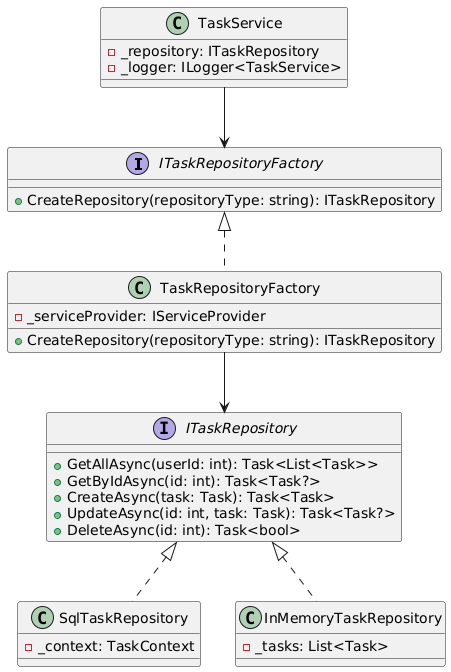 C TaskService
_repository: ITaskRepository
_logger: ILogger<TaskService>
I ITaskRepositoryFactory
CreateRepository(repositoryType: string): ITaskRepository
C TaskRepositoryFactory
_serviceProvider: IServiceProvider
CreateRepository(repositoryType: string): ITaskRepository
I ITaskRepository
GetAllAsync(userId: int): Task<List<Task>>
GetByIdAsync(id: int): Task<Task?>
CreateAsync(task: Task): Task<Task>
UpdateAsync(id: int, task: Task): Task<Task?>
DeleteAsync(id: int): Task<bool>
C SqlTaskRepository
_context: TaskContext
C InMemoryTaskRepository
_tasks: List<Task>